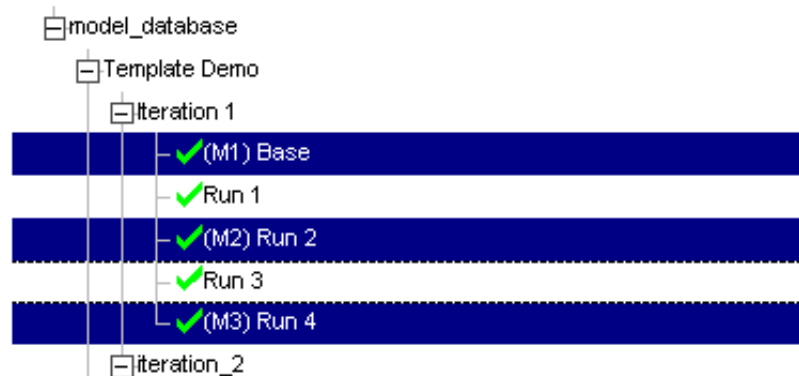 model_database
Template Demo
Iteration 1
(M1) Base
Run 1
(M2) Run 2
Run 3
(M3) Run 4
iteration_2